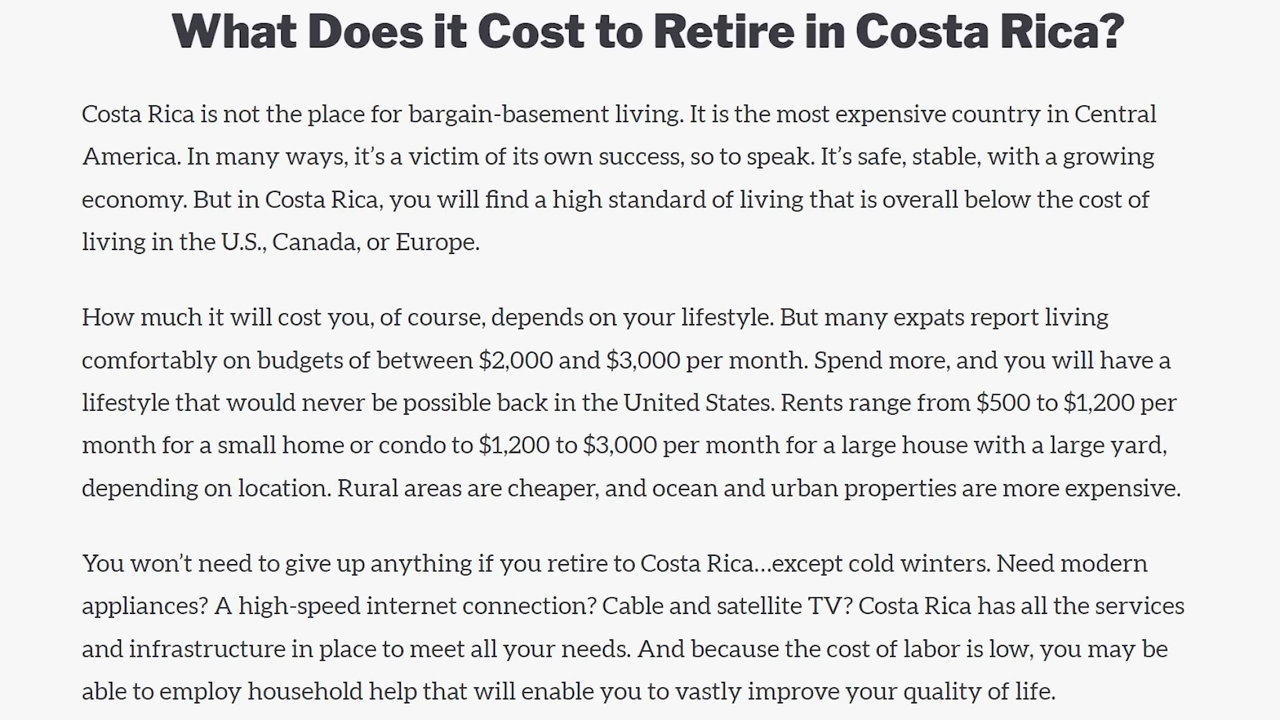 What Does it Cost to Retire in Costa Rica?
Costa Rica is not the place for bargain-basement living. It is the most expensive country in Central
America. In many ways, it’s a victim of its own success, so to speak. It’s safe, stable, with a growing
economy. But in Costa Rica, you will find a high standard of living that is overall below the cost of
living in the U.S., Canada, or Europe.
How much it will cost you, of course, depends on your lifestyle. But many expats report living
comfortably on budgets of between $2,000 and $3,000 per month. Spend more, and you will have a
lifestyle that would never be possible back in the United States. Rents range from $500 to $1,200 per
month for a small home or condo to $1,200 to $3,000 per month for a large house with a large yard,
depending on location. Rural areas are cheaper, and ocean and urban properties are more expensive.
You won’t need to give up anything if you retire to Costa Rica…except cold winters. Need modern
appliances? A high-speed internet connection? Cable and satellite TV? Costa Rica has all the services
and infrastructure in place to meet all your needs. And because the cost of labor is low, you may be
able to employ household help that will enable you to vastly improve your quality of life.